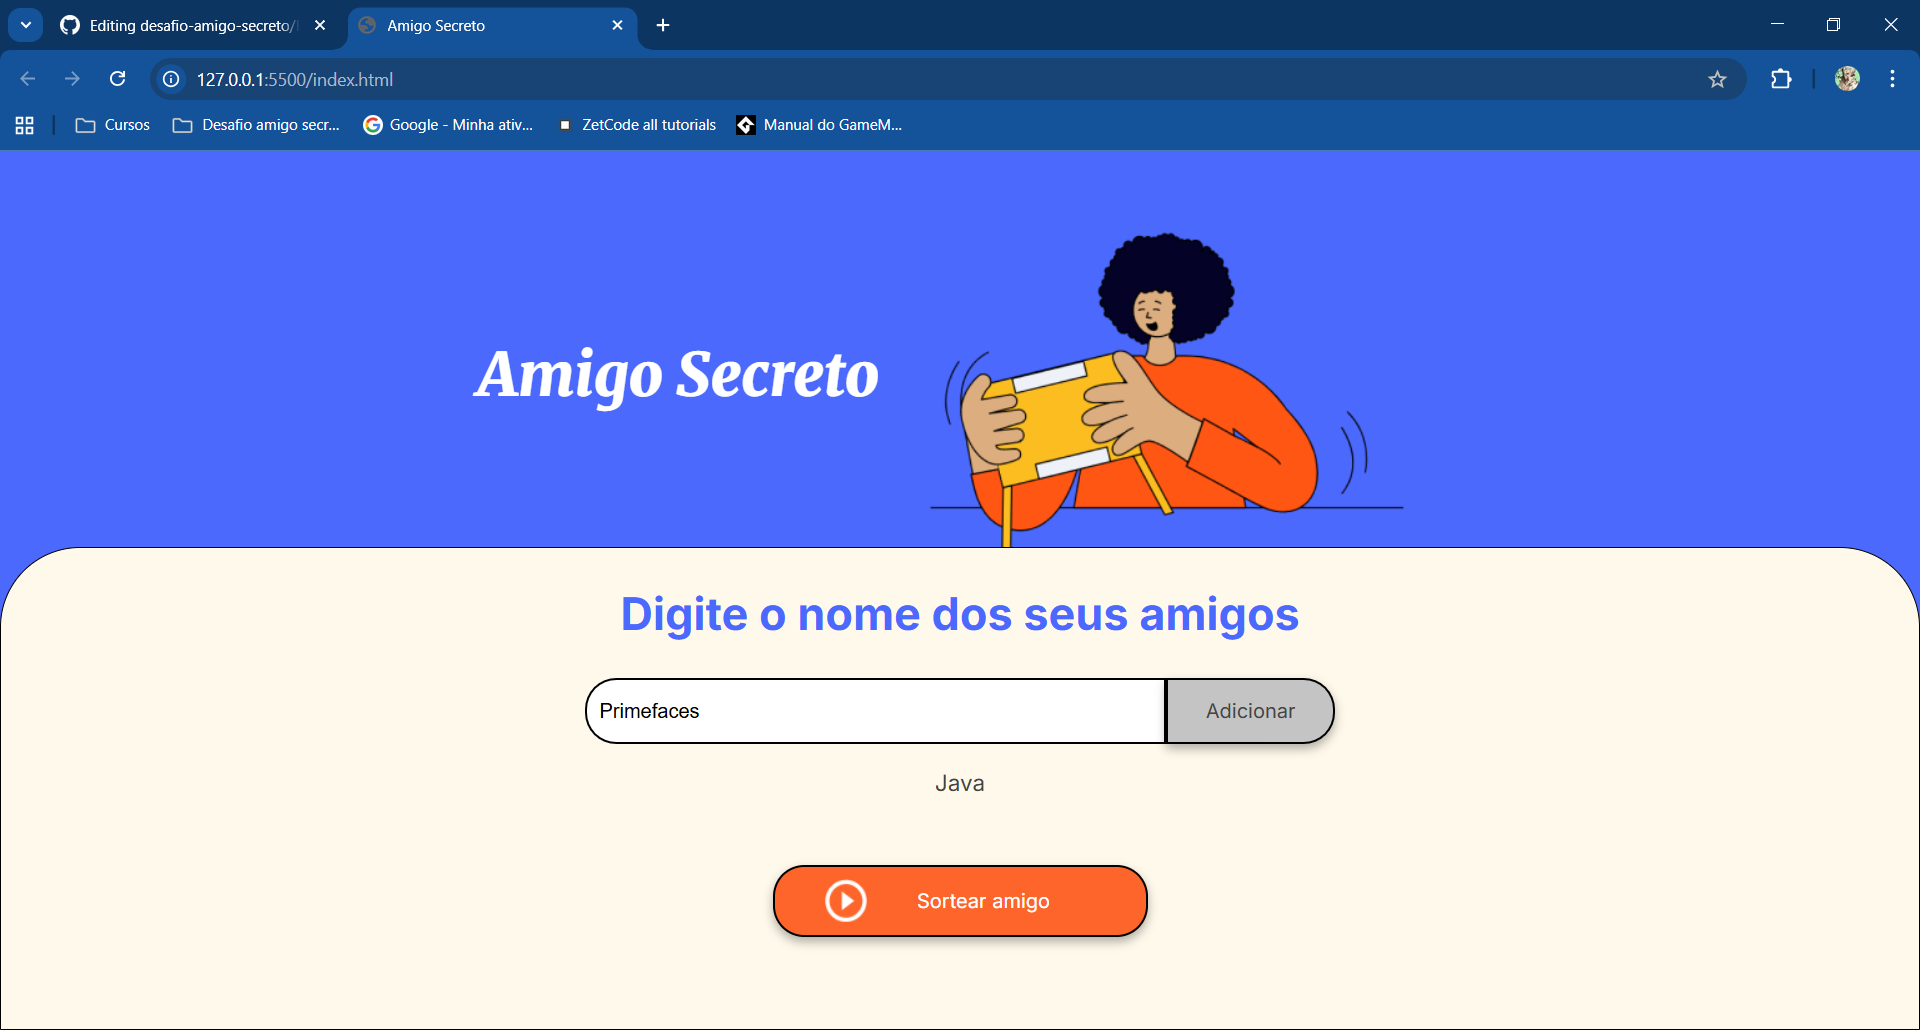 Editing desafio-amigo-secreto/
Amigo Secreto
127.0.0.1:5500/index.html
Cursos
Desafio amigo secr...
Google - Minha ativ...
ZetCode all tutorials
Manual do GameM...
Amigo Secreto
Digite o nome dos seus amigos
Primefaces
Adicionar
Java
Sortear amigo